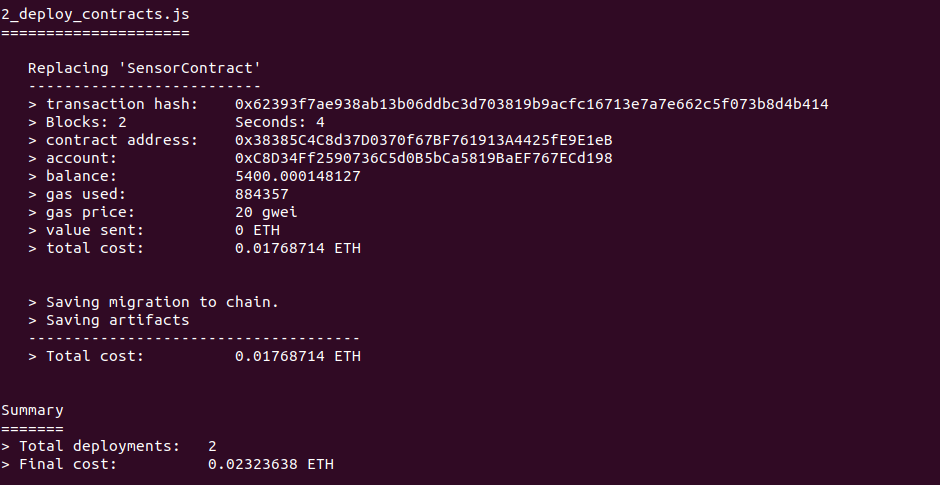 2_deploy_contracts.js
=====================
Replacing 'SensorContract'
--------------------------
> transaction hash:    0x62393f7ae938ab13b06ddbc3d703819b9acfc16713e7a7e662c5f073b8d4b414
> Blocks: 2            Seconds: 4
> contract address:    0x38385C4C8d37D0370f67BF761913A4425fE9E1eB
> account:             0xC8D34Ff2590736C5d0B5bCa5819BaEF767ECd198
> balance:             5400.000148127
> gas used:            884357
> gas price:           20 gwei
> value sent:          0 ETH
> total cost:          0.01768714 ETH
> Saving migration to chain.
> Saving artifacts
-------------------------------------
> Total cost:          0.01768714 ETH
Summary
=======
> Total deployments:   2
> Final cost:          0.02323638 ETH